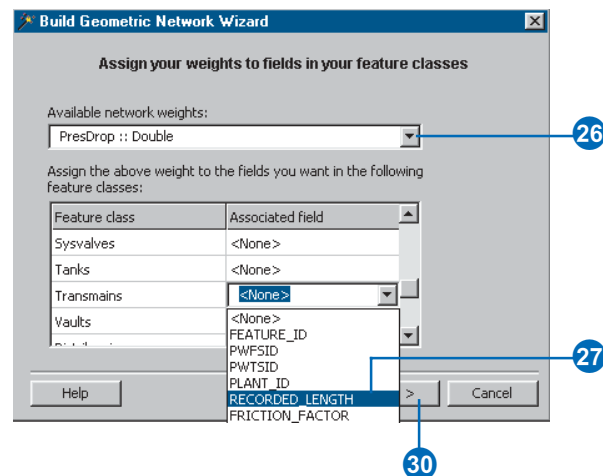 Build Geometric Network Wizard
Assign your weights to fields in your feature classes
Available network weights:
PresDrop :: Double
26
Assign the above weight to the fields you want in the following
feature classes:
Feature class Associated field
Sysvalves <None>
Tanks <None>
Transmains <None>
Vaults <None>
FEATURE_ID
PWFSID
PWTSID
PLANT_ID
RECORDED_LENGTH
27
FRICTION_FACTOR
Help > Cancel
30